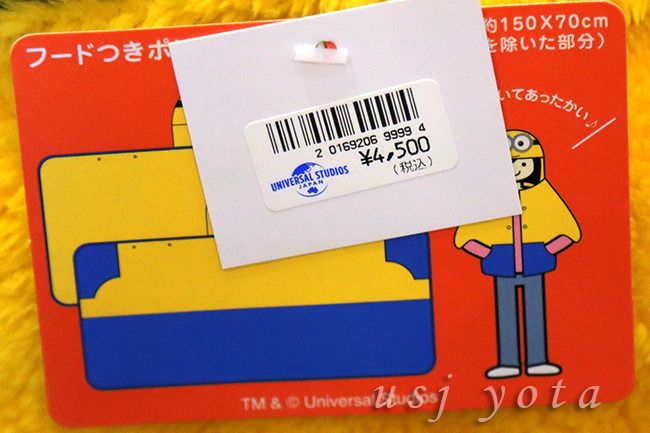 フードつきポ
約150X70cm
を除いた部分)
いてあったかい♪
2 0169206 9999 4
¥4,500
(税込)
UNIVERSAL STUDIOS
JAPAN
TM & © Universal Studios
usj yota